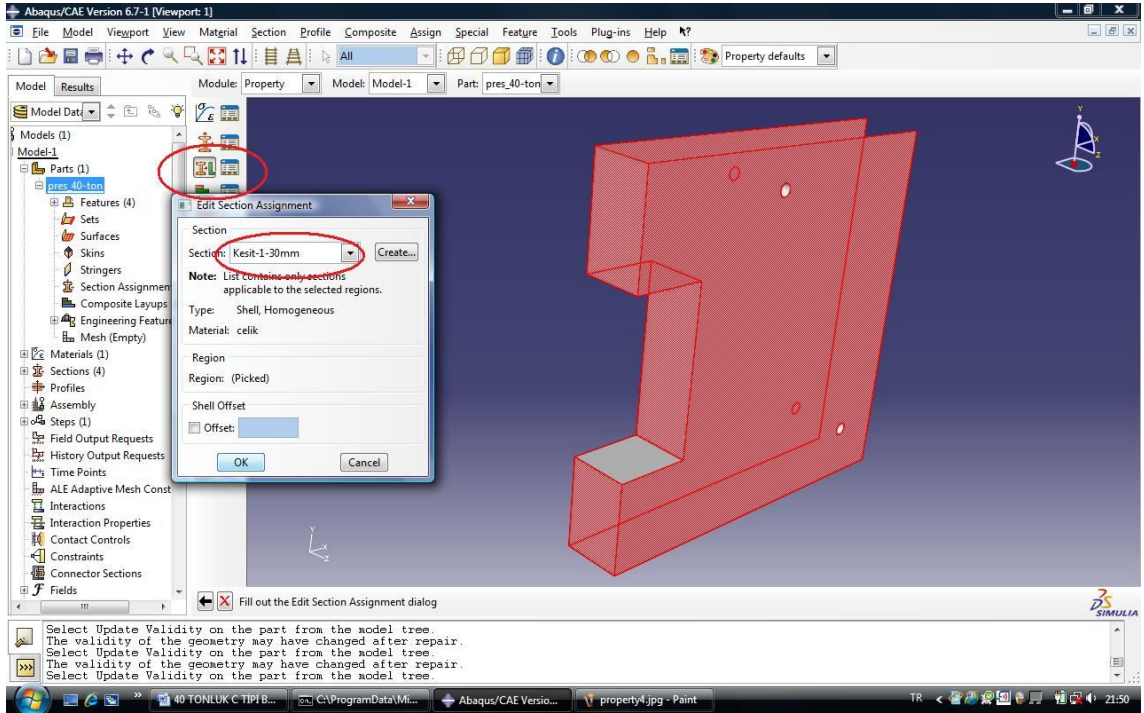 Abaqus/CAE Version 6.7-1 [Viewport: 1]
File Model Viewport View Material Section Profile Composite Assign Special Feature Tools Plug-ins Help
All
Property defaults
Model Results
Module: Property Model: Model-1 Part: pres_40-ton
Model Data
Models (1)
Model-1
Parts (1)
pres_40-ton
Features (4)
Sets
Surfaces
Skins
Stringers
Section Assignmen
Composite Layups
Engineering Feature
Mesh (Empty)
Materials (1)
Sections (4)
Profiles
Assembly
Steps (1)
Field Output Requests
History Output Requests
Time Points
ALE Adaptive Mesh Const
Interactions
Interaction Properties
Contact Controls
Constraints
Connector Sections
Fields
Edit Section Assignment
Section
Section: Kesit-1-30mm Create...
Note: List contains only sections
applicable to the selected regions.
Type: Shell, Homogeneous
Material: celik
Region
Region: (Picked)
Shell Offset
Offset:
OK Cancel
Y
X
Z
Y
X
Z
Fill out the Edit Section Assignment dialog
SIMULIA
Select Update Validity on the part from the model tree.
The validity of the geometry may have changed after repair.
Select Update Validity on the part from the model tree.
The validity of the geometry may have changed after repair.
Select Update Validity on the part from the model tree.
40 TONLUK C TİPİ B... C:\ProgramData\Mi... Abaqus/CAE Versio... property4.jpg - Paint TR 21:50